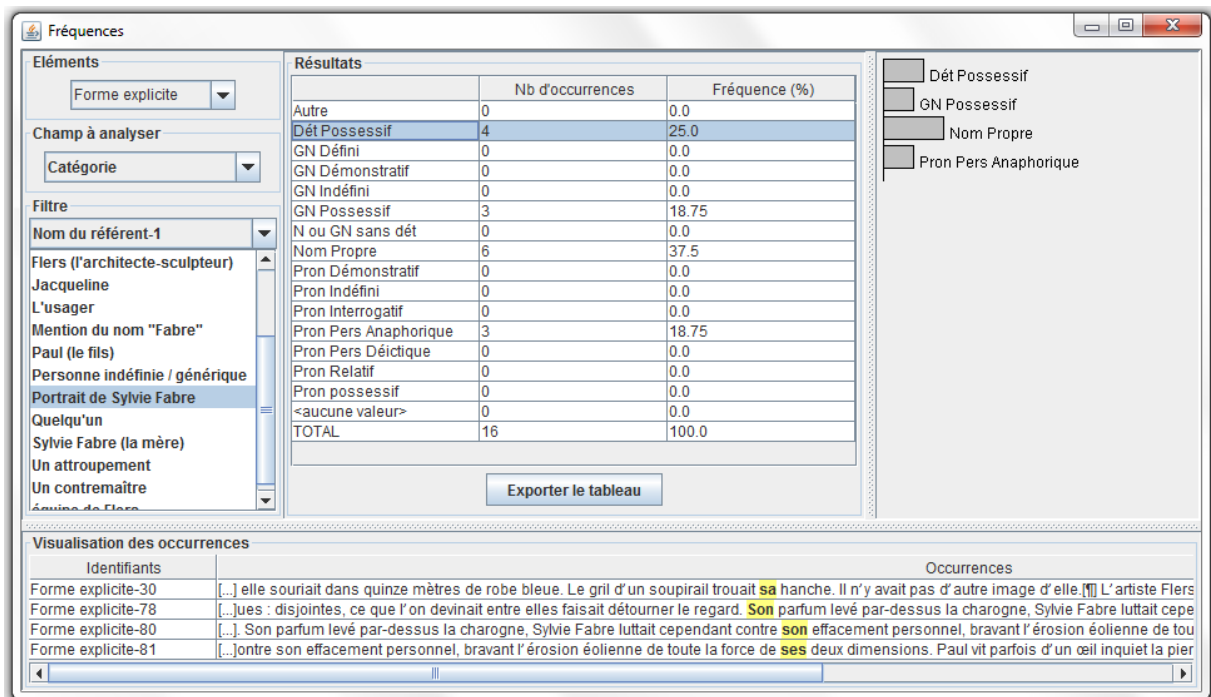 Fréquences
Eléments
Forme explicite
Champ à analyser
Catégorie
Filtre
Nom du référent-1
Flers (l'architecte-sculpteur)
Jacqueline
L'usager
Mention du nom "Fabre"
Paul (le fils)
Personne indéfinie / générique
Portrait de Sylvie Fabre
Quelqu'un
Sylvie Fabre (la mère)
Un attroupement
Un contremaître
équipe de Flers
Résultats
Nb d'occurrences Fréquence (%)
Autre 0 0.0
Dét Possessif 4 25.0
GN Défini 0 0.0
GN Démonstratif 0 0.0
GN Indéfini 0 0.0
GN Possessif 3 18.75
N ou GN sans dét 0 0.0
Nom Propre 6 37.5
Pron Démonstratif 0 0.0
Pron Indéfini 0 0.0
Pron Interrogatif 0 0.0
Pron Pers Anaphorique 3 18.75
Pron Pers Déictique 0 0.0
Pron Relatif 0 0.0
Pron possessif 0 0.0
<aucune valeur> 0 0.0
TOTAL 16 100.0
Exporter le tableau
Dét Possessif
GN Possessif
Nom Propre
Pron Pers Anaphorique
Visualisation des occurrences
Identifiants Occurrences
Forme explicite-30 [...] elle souriait dans quinze mètres de robe bleue. Le gril d'un soupirail trouait sa hanche. Il n'y avait pas d'autre image d'elle.[¶] L'artiste Flers
Forme explicite-78 [...]ues : disjointes, ce que l'on devinait entre elles faisait détourner le regard. Son parfum levé par-dessus la charogne, Sylvie Fabre luttait cepe
Forme explicite-80 [...]. Son parfum levé par-dessus la charogne, Sylvie Fabre luttait cependant contre son effacement personnel, bravant l'érosion éolienne de tou
Forme explicite-81 [...]ontre son effacement personnel, bravant l'érosion éolienne de toute la force de ses deux dimensions. Paul vit parfois d'un œil inquiet la pier